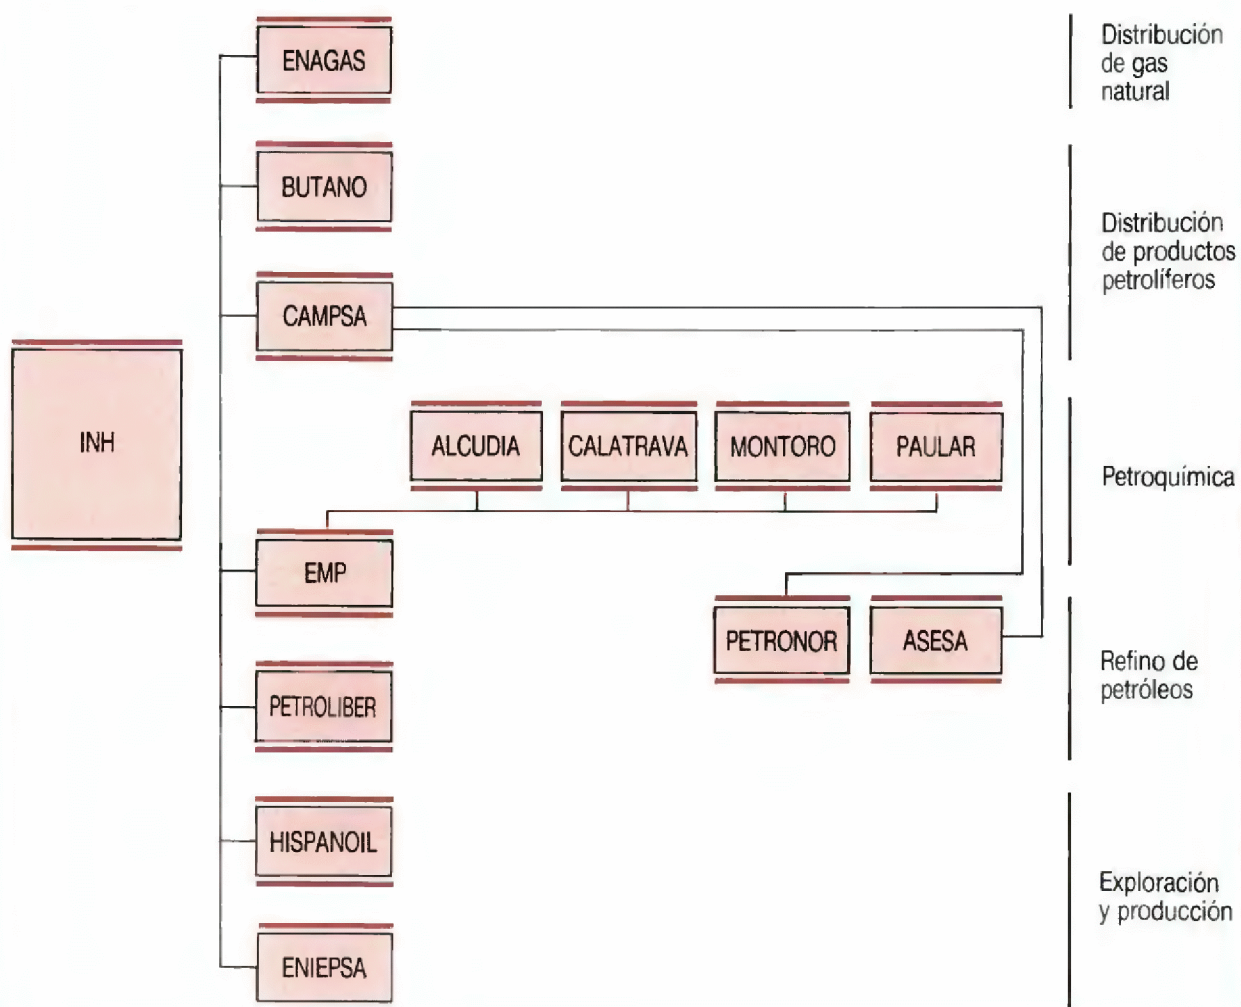 ENAGAS
Distribución
de gas
natural
BUTANO
Distribución
de productos
petrolíferos
CAMPSA
INH
ALCUDIA
CALATRAVA
MONTORO
PAULAR
Petroquímica
EMP
PETRONOR
ASESA
Refino de
petróleos
PETROLIBER
HISPANOIL
Exploración
y producción
ENIEPSA